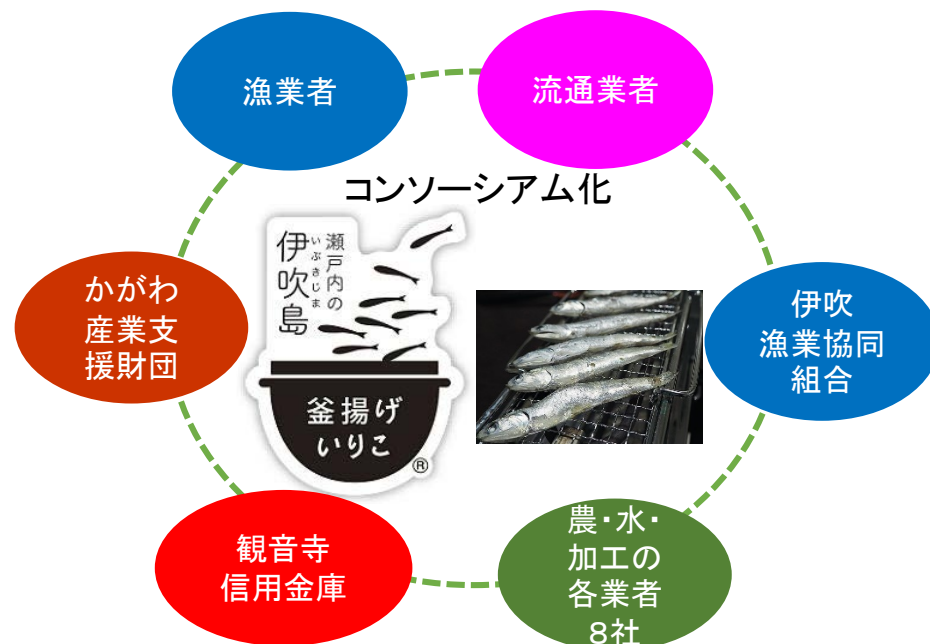 漁業者
流通業者
コンソーシアム化
瀬戸内の
伊吹島
いぶきじま
釜揚げ
いりこ
®
かがわ
産業支
援財団
伊吹
漁業協同
組合
観音寺
信用金庫
農・水・
加工の
各業者
8社